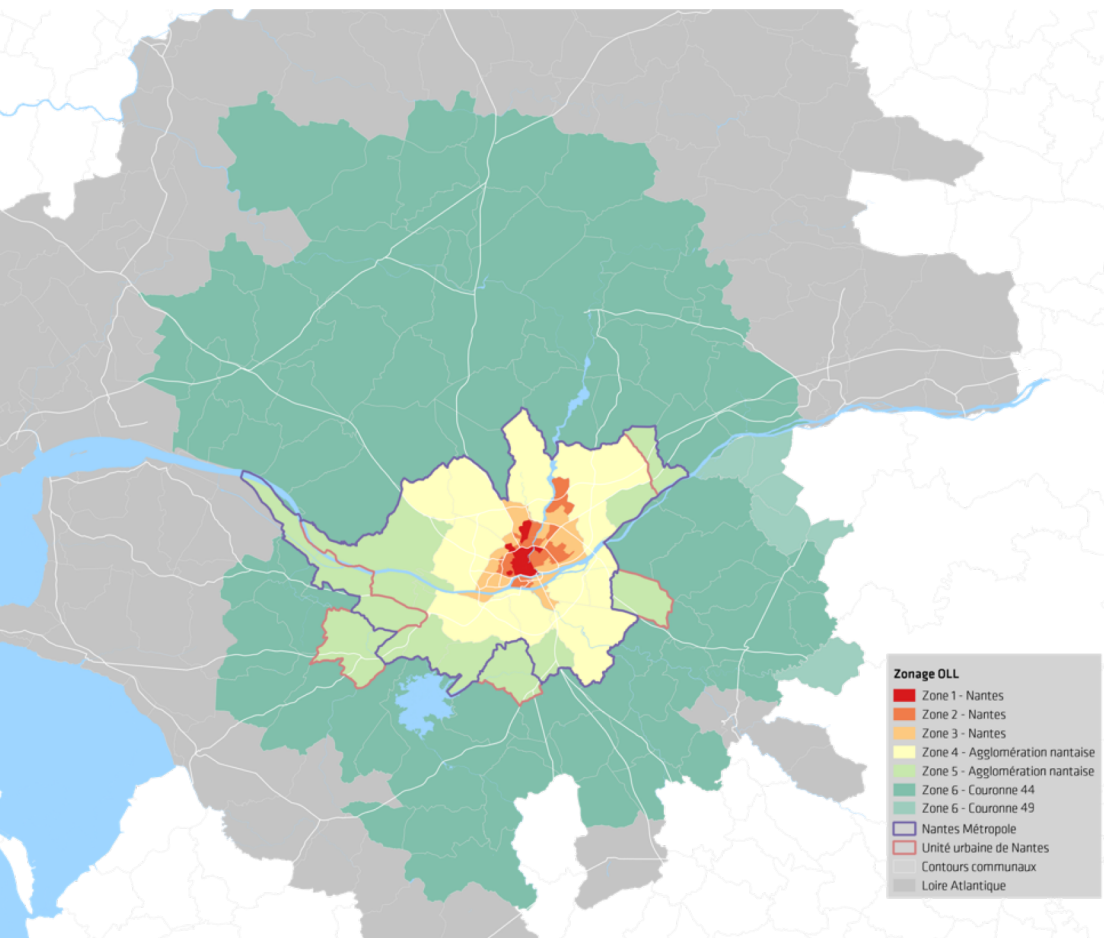 Zonage OLL
Zone 1 - Nantes
Zone 2 - Nantes
Zone 3 - Nantes
Zone 4 - Agglomération nantaise
Zone 5 - Agglomération nantaise
Zone 6 - Couronne 44
Zone 6 - Couronne 49
Nantes Métropole
Unité urbaine de Nantes
Contours communaux
Loire Atlantique